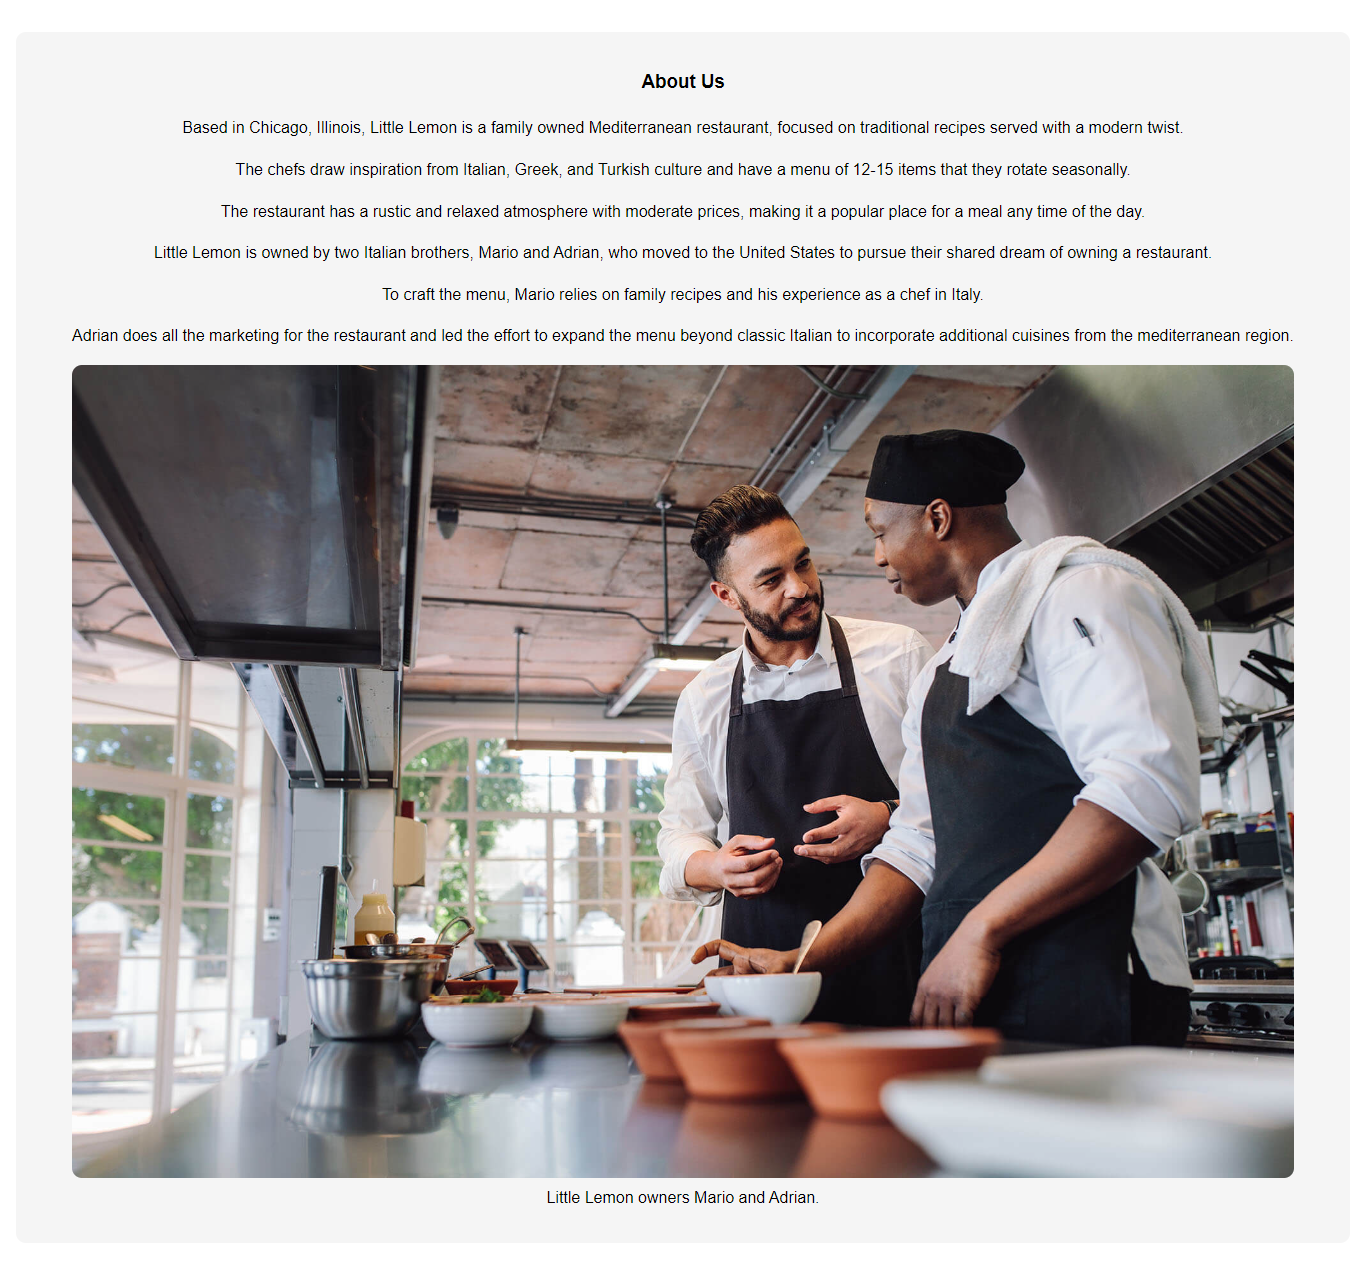 About Us
Based in Chicago, Illinois, Little Lemon is a family owned Mediterranean restaurant, focused on traditional recipes served with a modern twist.
The chefs draw inspiration from Italian, Greek, and Turkish culture and have a menu of 12-15 items that they rotate seasonally.
The restaurant has a rustic and relaxed atmosphere with moderate prices, making it a popular place for a meal any time of the day.
Little Lemon is owned by two Italian brothers, Mario and Adrian, who moved to the United States to pursue their shared dream of owning a restaurant.
To craft the menu, Mario relies on family recipes and his experience as a chef in Italy.
Adrian does all the marketing for the restaurant and led the effort to expand the menu beyond classic Italian to incorporate additional cuisines from the mediterranean region.
Little Lemon owners Mario and Adrian.